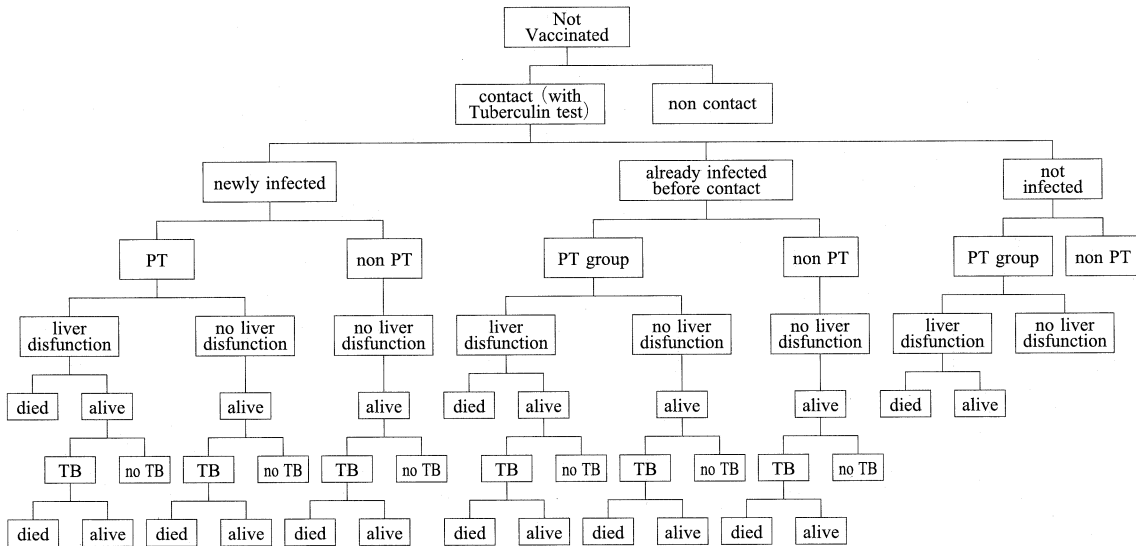 Not
Vaccinated
contact (with
Tuberculin test)
non contact
newly infected
already infected
before contact
not
infected
PT
non PT
PT group
non PT
PT group
non PT
liver
disfunction
no liver
disfunction
no liver
disfunction
liver
disfunction
no liver
disfunction
no liver
disfunction
liver
disfunction
no liver
disfunction
died
alive
alive
alive
died
alive
alive
alive
died
alive
TB
no TB
TB
no TB
TB
no TB
TB
no TB
TB
no TB
TB
no TB
died
alive
died
alive
died
alive
died
alive
died
alive
died
alive